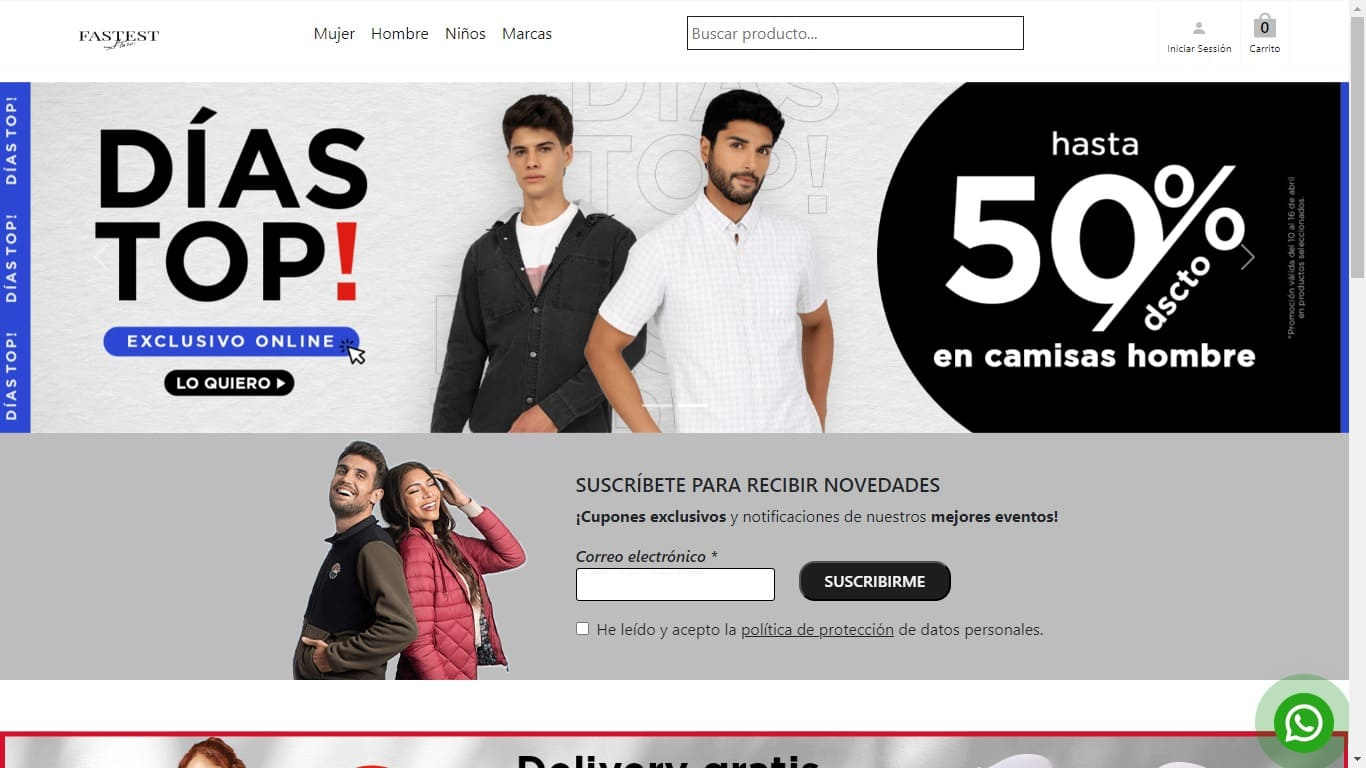 FASTEST
Store
Mujer Hombre Niños Marcas
Buscar producto...
Iniciar Sessión
0
Carrito
DÍAS TOP!
DÍAS TOP!
DÍAS TOP!
DÍAS
TOP!
EXCLUSIVO ONLINE
LO QUIERO
DÍAS
TOP!
hasta
50%
dscto
en camisas hombre
*Promoción válida del 10 al 16 de abril
en productos seleccionados.
SUSCRÍBETE PARA RECIBIR NOVEDADES
¡Cupones exclusivos y notificaciones de nuestros mejores eventos!
Correo electrónico *
SUSCRIBIRME
He leído y acepto la política de protección de datos personales.
Delivery gratis